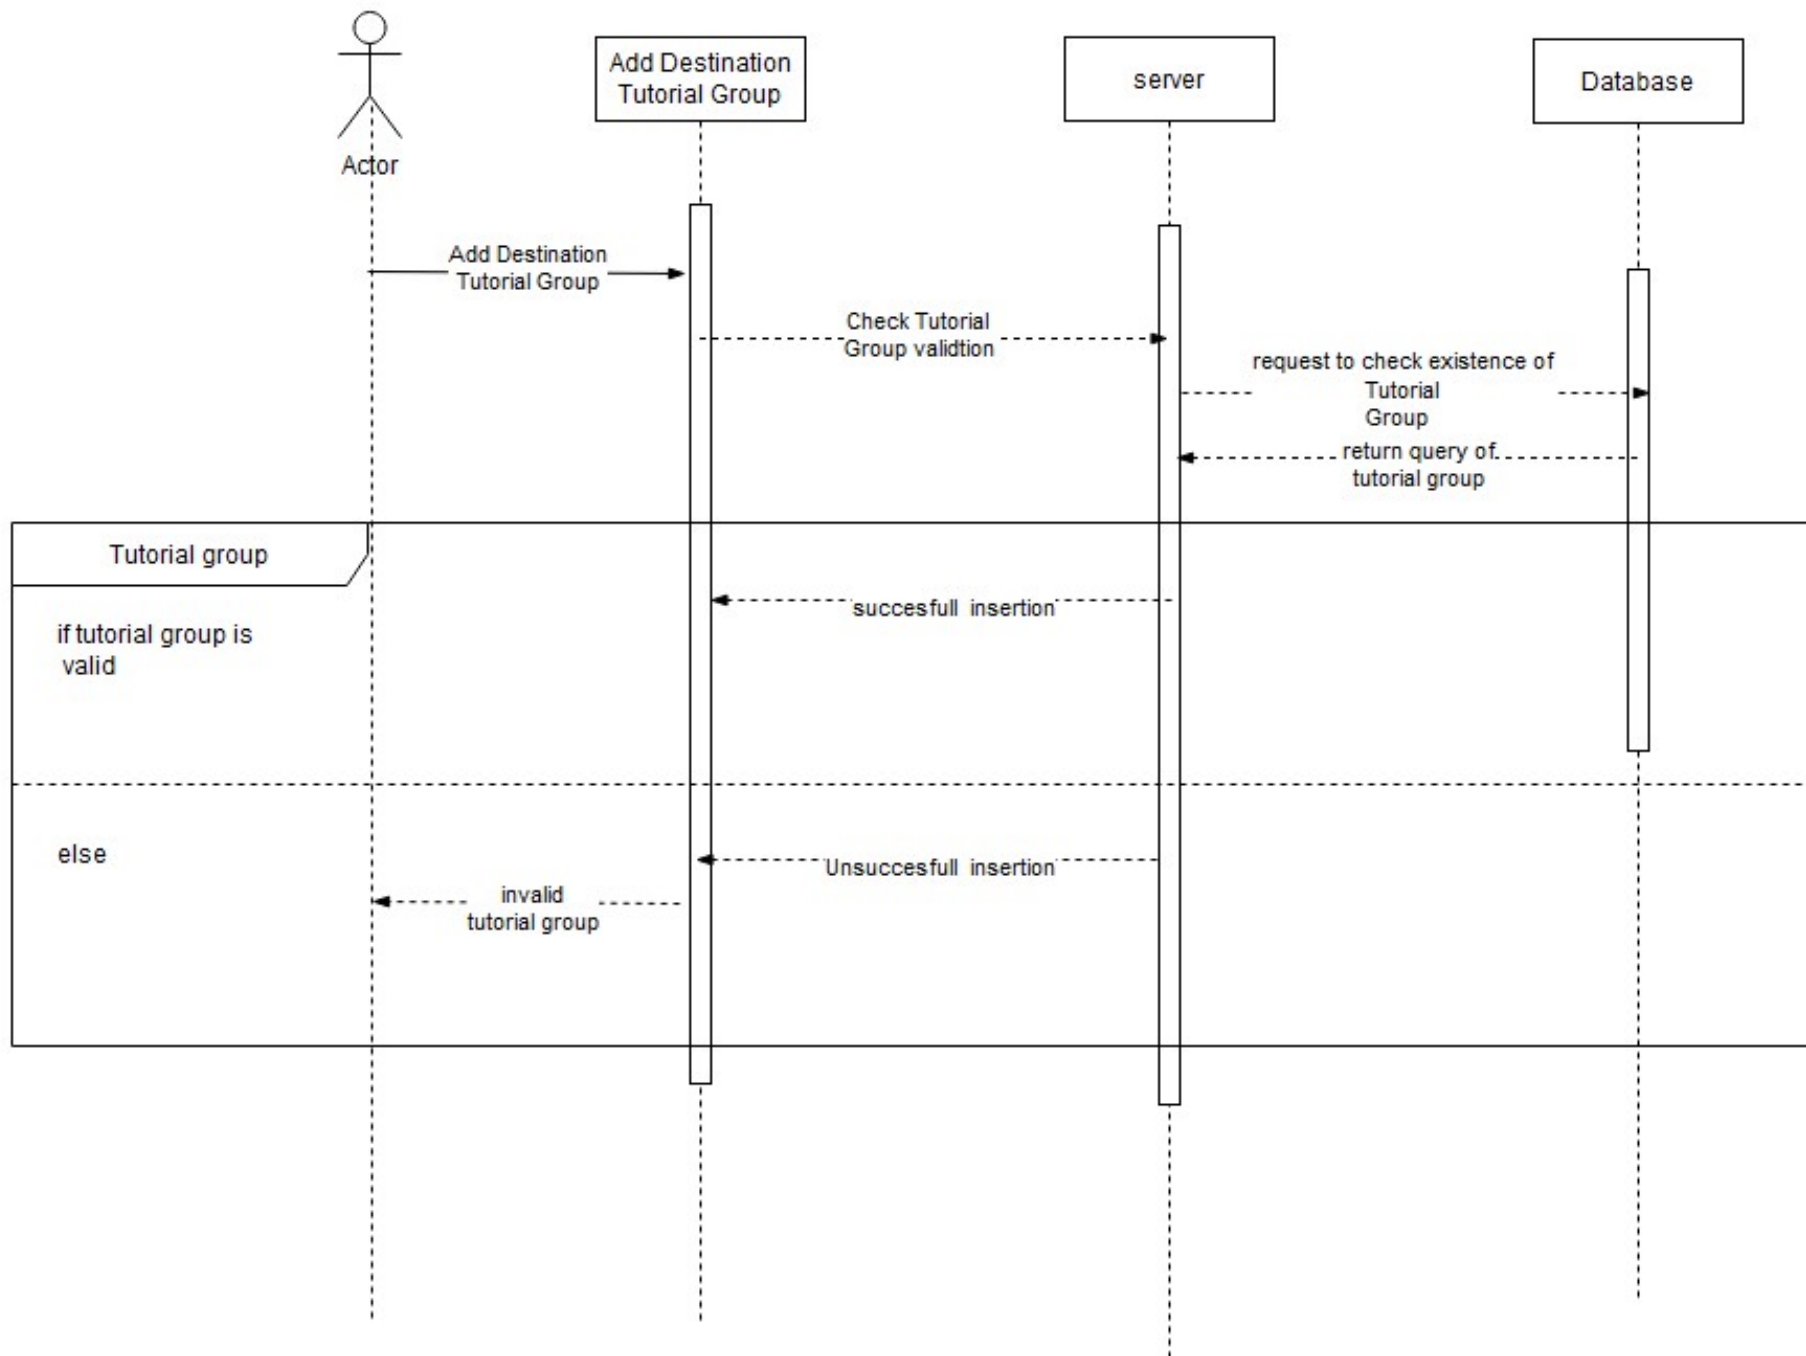 Add Destination
Tutorial Group
server
Database
Actor
Add Destination
Tutorial Group
Check Tutorial
Group validtion
request to check existence of
Tutorial
Group
return query of
tutorial group
Tutorial group
succesfull insertion
if tutorial group is
valid
else
Unsuccesfull insertion
invalid
tutorial group